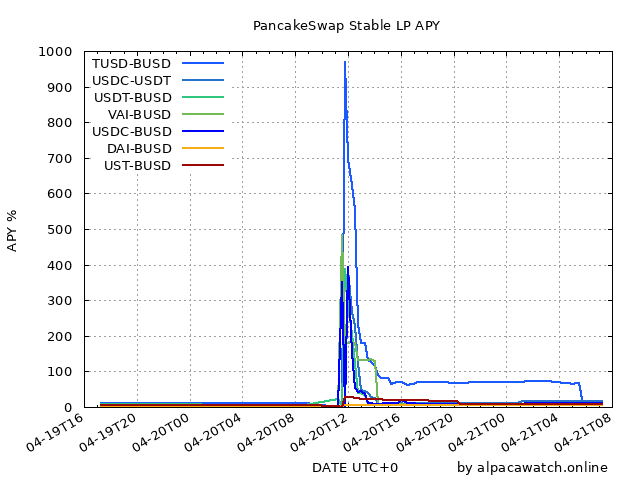 PancakeSwap Stable LP APY
1000
900
800
700
600
500
400
300
200
100
0
APY %
TUSD-BUSD
USDC-USDT
USDT-BUSD
VAI-BUSD
USDC-BUSD
DAI-BUSD
UST-BUSD
04-19T16
04-19T20
04-20T00
04-20T04
04-20T08
04-20T12
04-20T16
04-20T20
04-21T00
04-21T04
04-21T08
DATE UTC+0
by alpacawatch.online